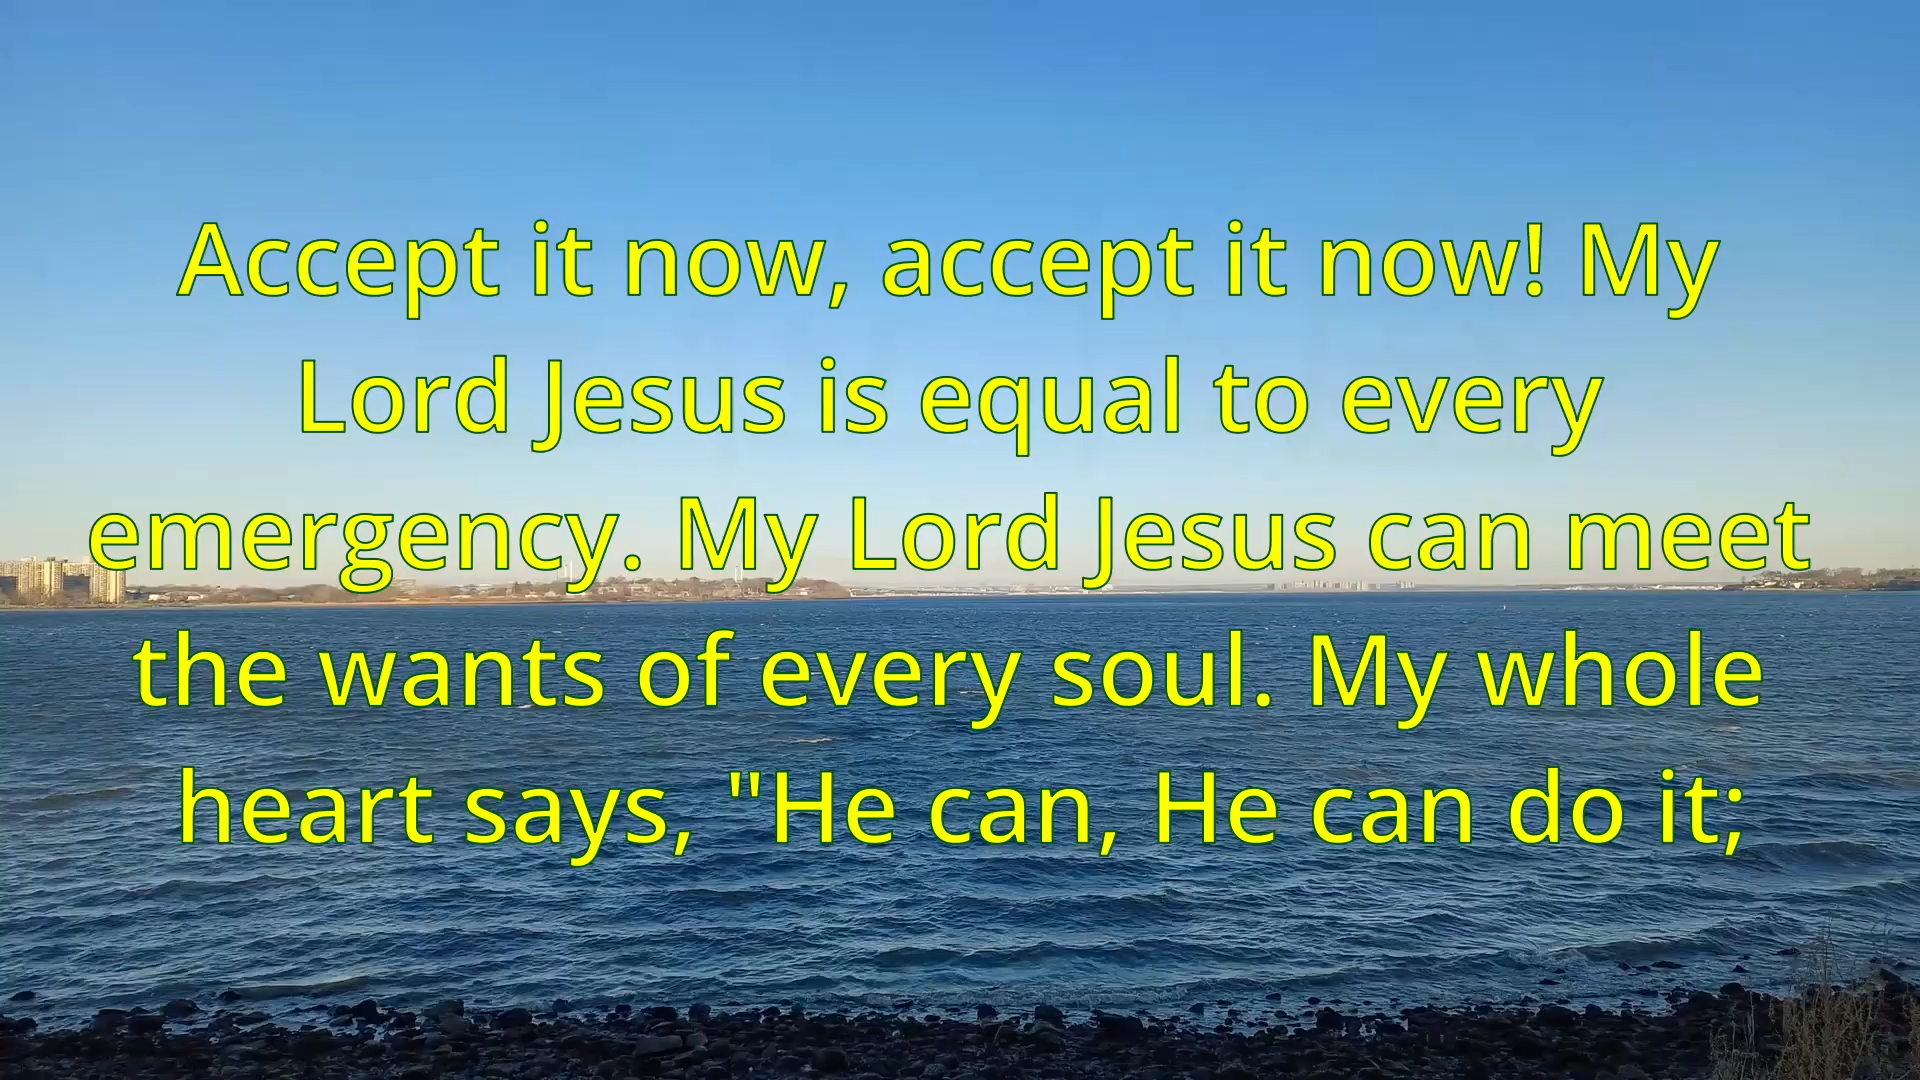 Accept it now, accept it now! My
Lord Jesus is equal to every
emergency. My Lord Jesus can meet
the wants of every soul. My whole
heart says, "He can, He can do it;